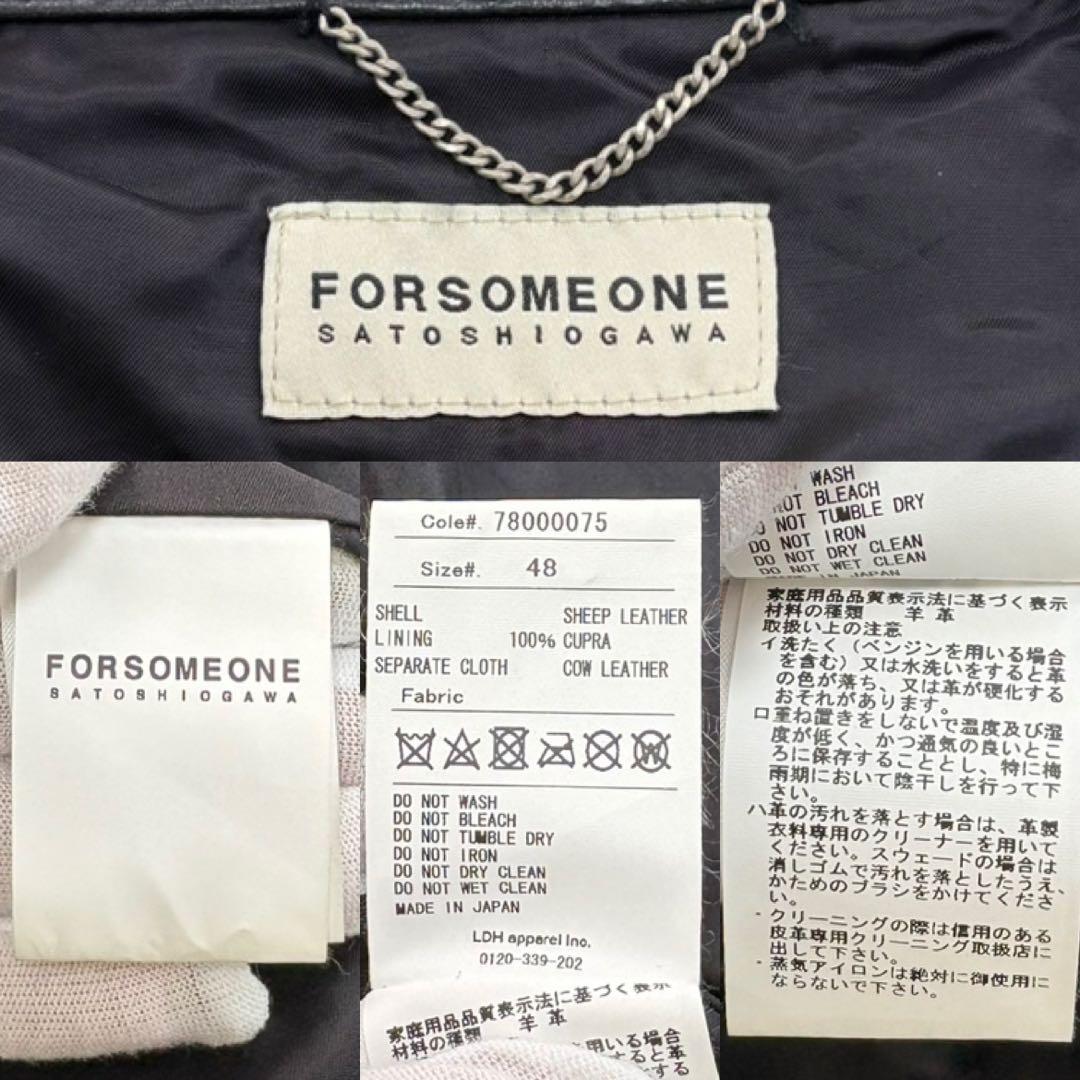 FORSOMEONE
SATOSHIOGAWA
FORSOMEONE
SATOSHIOGAWA
Cole#. 78000075
Size#. 48
SHELL SHEEP LEATHER
LINING 100% CUPRA
SEPARATE CLOTH COW LEATHER
Fabric
DO NOT WASH
DO NOT BLEACH
DO NOT TUMBLE DRY
DO NOT IRON
DO NOT DRY CLEAN
DO NOT WET CLEAN
MADE IN JAPAN
LDH apparel Inc.
0120-339-202
家庭用品品質表示法に基づく表示
材料の種類 羊 革
用いる場合
とすると革
する
WASH
NOT BLEACH
DO NOT TUMBLE DRY
DO NOT IRON
DO NOT DRY CLEAN
DO NOT WET CLEAN
MADE IN JAPAN
家庭用品品質表示法に基づく表示
材料の種類 羊 革
取扱い上の注意
イ洗たく(ベンジンを用いる場合
を含む)又は水洗いをすると革
の色が落ち、又は革が硬化する
おそれがあります。
ロ重ね置きをしないで温度及び湿
度が低く、かつ通気の良いとこ
ろに保存することとし、特に梅
雨期において陰干しを行って下
さい。
ハ革の汚れを落とす場合は、革製
衣料専用のクリーナーを用いて
ください。スウェードの場合は
消しゴムで汚れを落としたうえ、
かためのブラシをかけてくださ
い。
・クリーニングの際は信用のある
皮革専用クリーニング取扱店に
出して下さい。
・蒸気アイロンは絶対に御使用に
ならないで下さい。